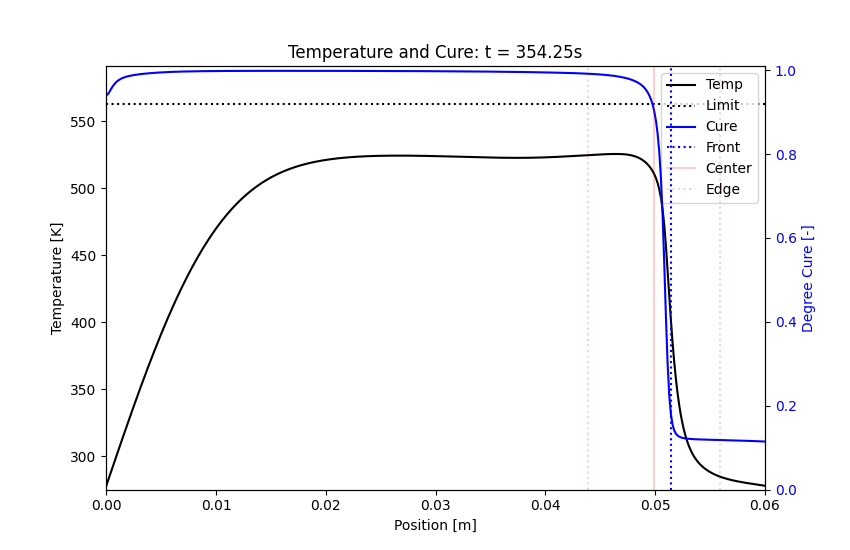 Temperature and Cure: t = 354.25s
Temperature [K]
550
500
450
400
350
300
Temp
Limit
Cure
Front
Center
Edge
1.0
0.8
0.6
0.4
0.2
0.0
Degree Cure [-]
0.00 0.01 0.02 0.03 0.04 0.05 0.06
Position [m]